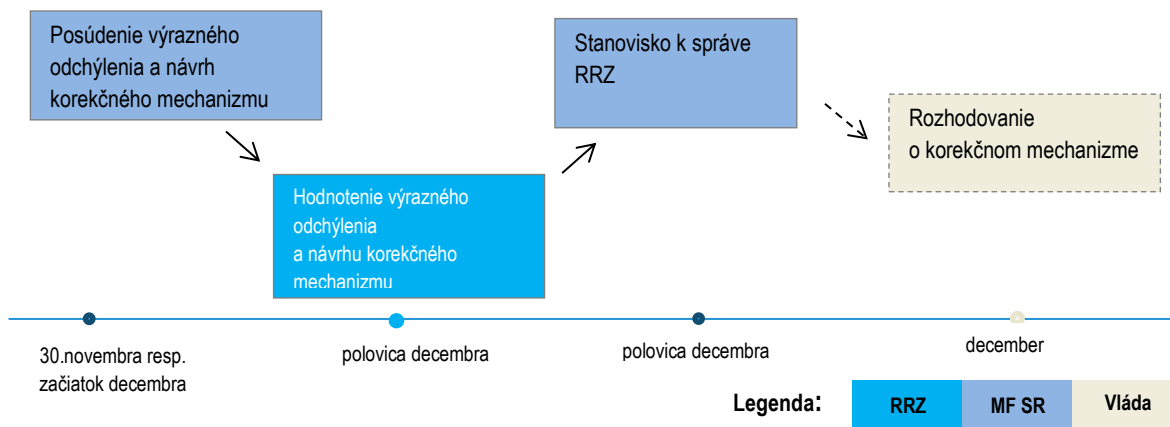 Posúdenie výrazného
odchýlenia a návrh
korekčného mechanizmu
Stanovisko k správe
RRZ
Rozhodovanie
o korekčnom mechanizme
Hodnotenie výrazného
odchýlenia
a návrhu korekčného
mechanizmu
30.novembra resp.
začiatok decembra
polovica decembra
polovica decembra
december
Legenda:
RRZ
MF SR
Vláda